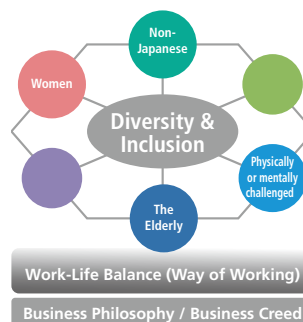 Non-
Japanese
Women
Diversity &
Inclusion
Physically
or mentally
challenged
The
Elderly
Work-Life Balance (Way of Working)
Business Philosophy / Business Creed